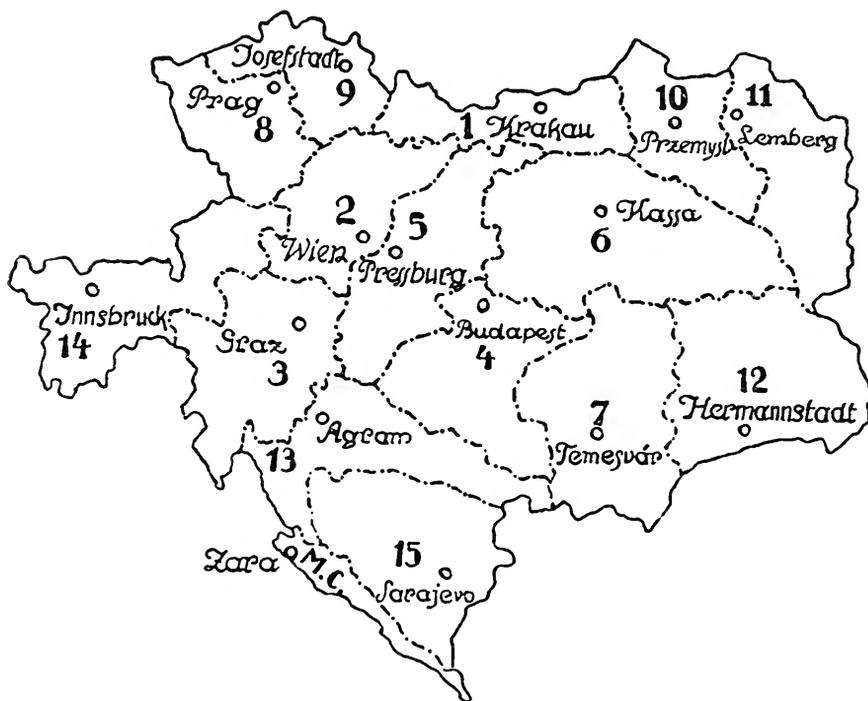 Josefstadt
9
Prag
8
1
Krakau
10
Przemysl
11
Lemberg
2
Wien
5
Pressburg
Kassa
6
Innsbruck
14
Graz
3
Budapest
4
12
Hermannstadt
7
Temesvár
Agram
13
Zara
M.C.
15
Sarajevo